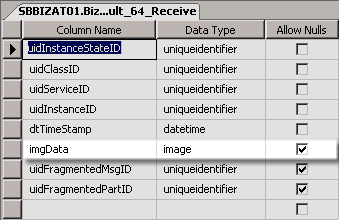 SBBIZAT01.Biz...ult_64_Receive
Column Name Data Type Allow Nulls
uidInstanceStateID uniqueidentifier
uidClassID uniqueidentifier
uidServiceID uniqueidentifier
uidInstanceID uniqueidentifier
dtTimeStamp datetime
imgData image
uidFragmentedMsgID uniqueidentifier
uidFragmentedPartID uniqueidentifier